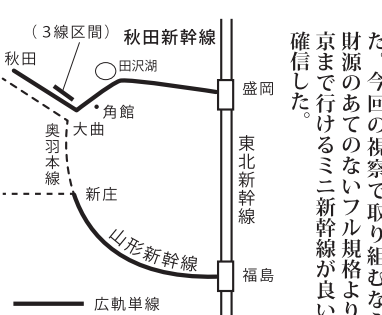 た。今回の視察で取り組むな
財源のあてのないフル規格より
京まで行けるミニ新幹線が良い
確信した。
（３線区間）
秋田新幹線
秋田
田沢湖
盛岡
角館
大曲
奥羽本線
東北新幹線
新庄
山形新幹線
福島
広軌単線